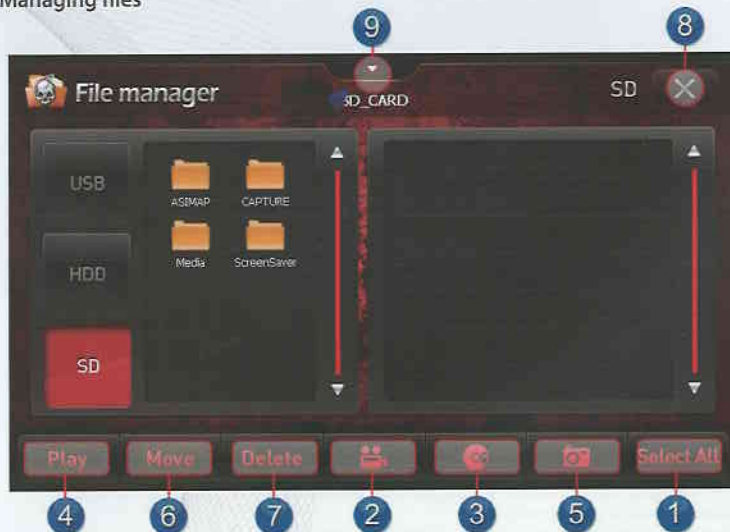 Managing files
9
8
File manager
SD_CARD
SD
USB
HDD
SD
ASIMAP
CAPTURE
Media
ScreenSaver
Play
Move
Delete
Select All
4
6
7
2
3
5
1